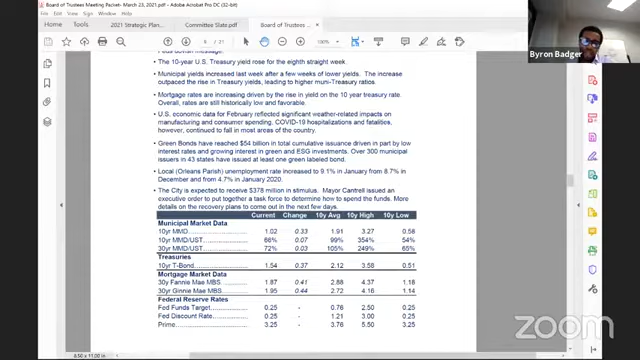 Board of Trustees Meeting Packet- March 23, 2021.pdf - Adobe Acrobat Pro DC (32-bit)
File Edit View Sign Window Help
Home Tools
2021 Strategic Plan...
Committee Slate.pdf
Board of Trustees ...
Byron Badger
• The 10-year U.S. Treasury yield rose for the eighth straight week.
• Municipal yields increased last week after a few weeks of lower yields. The increase
outpaced the rise in Treasury yields, leading to higher muni-Treasury ratios.
• Mortgage rates are increasing driven by the rise in yield on the 10 year treasury rate.
Overall, rates are still historically low and favorable.
• U.S. economic data for February reflected significant weather-related impacts on
manufacturing and consumer spending. COVID-19 hospitalizations and fatalities,
however, continued to fall in most areas of the country.
• Green Bonds have reached $54 billion in total cumulative issuance driven in part by low
interest rates and growing interest in green and ESG investments. Over 300 municipal
issuers in 43 states have issued at least one green labeled bond.
• Local (Orleans Parish) unemployment rate increased to 9.1% in January from 8.7% in
December and from 4.7% in January 2020.
• The City is expected to receive $378 million in stimulus. Mayor Cantrell issued an
executive order to put together a task force to determine how to spend the funds. More
details on the recovery plans to come out in the next few days.
Current Change 10y Avg 10y High 10y Low
Municipal Market Data
10yr MMD 1.02 0.33 1.91 3.27 0.58
10yr MMD/UST 66% 0.07 99% 354% 54%
30yr MMD/UST 72% 0.03 105% 249% 65%
Treasuries
10yr T-Bond 1.54 0.37 2.12 3.58 0.51
Mortgage Market Data
30y Fannie Mae MBS 1.87 0.41 2.88 4.37 1.18
30yr Ginnie Mae MBS 1.95 0.44 2.72 4.16 1.14
Federal Reserve Rates
Fed Funds Target 0.25 - 0.76 2.50 0.25
Fed Discount Rate 0.25 - 1.21 3.00 0.25
Prime 3.25 - 3.76 5.50 3.25
zoom
8.50 x 11.00 in